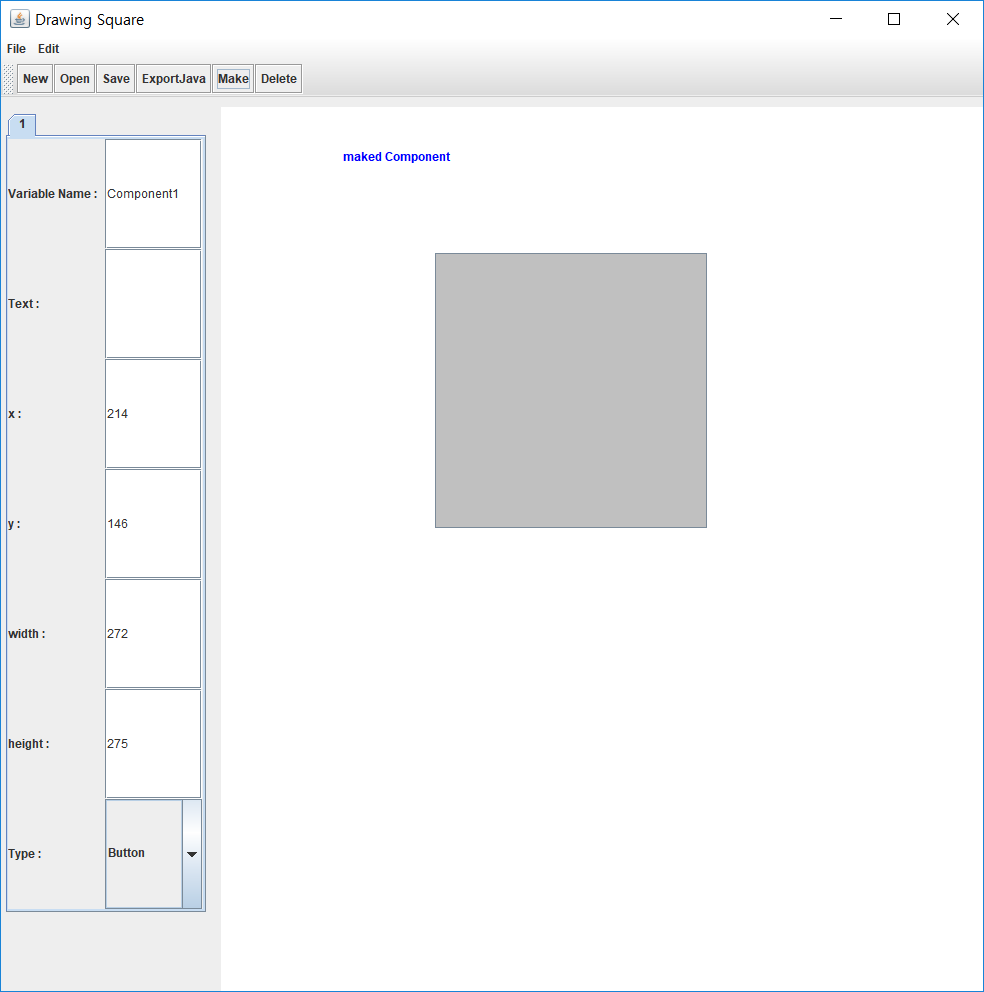 Drawing Square
File Edit
New Open Save ExportJava Make Delete
1
maked Component
Variable Name : Component1
Text :
x : 214
y : 146
width : 272
height : 275
Type : Button